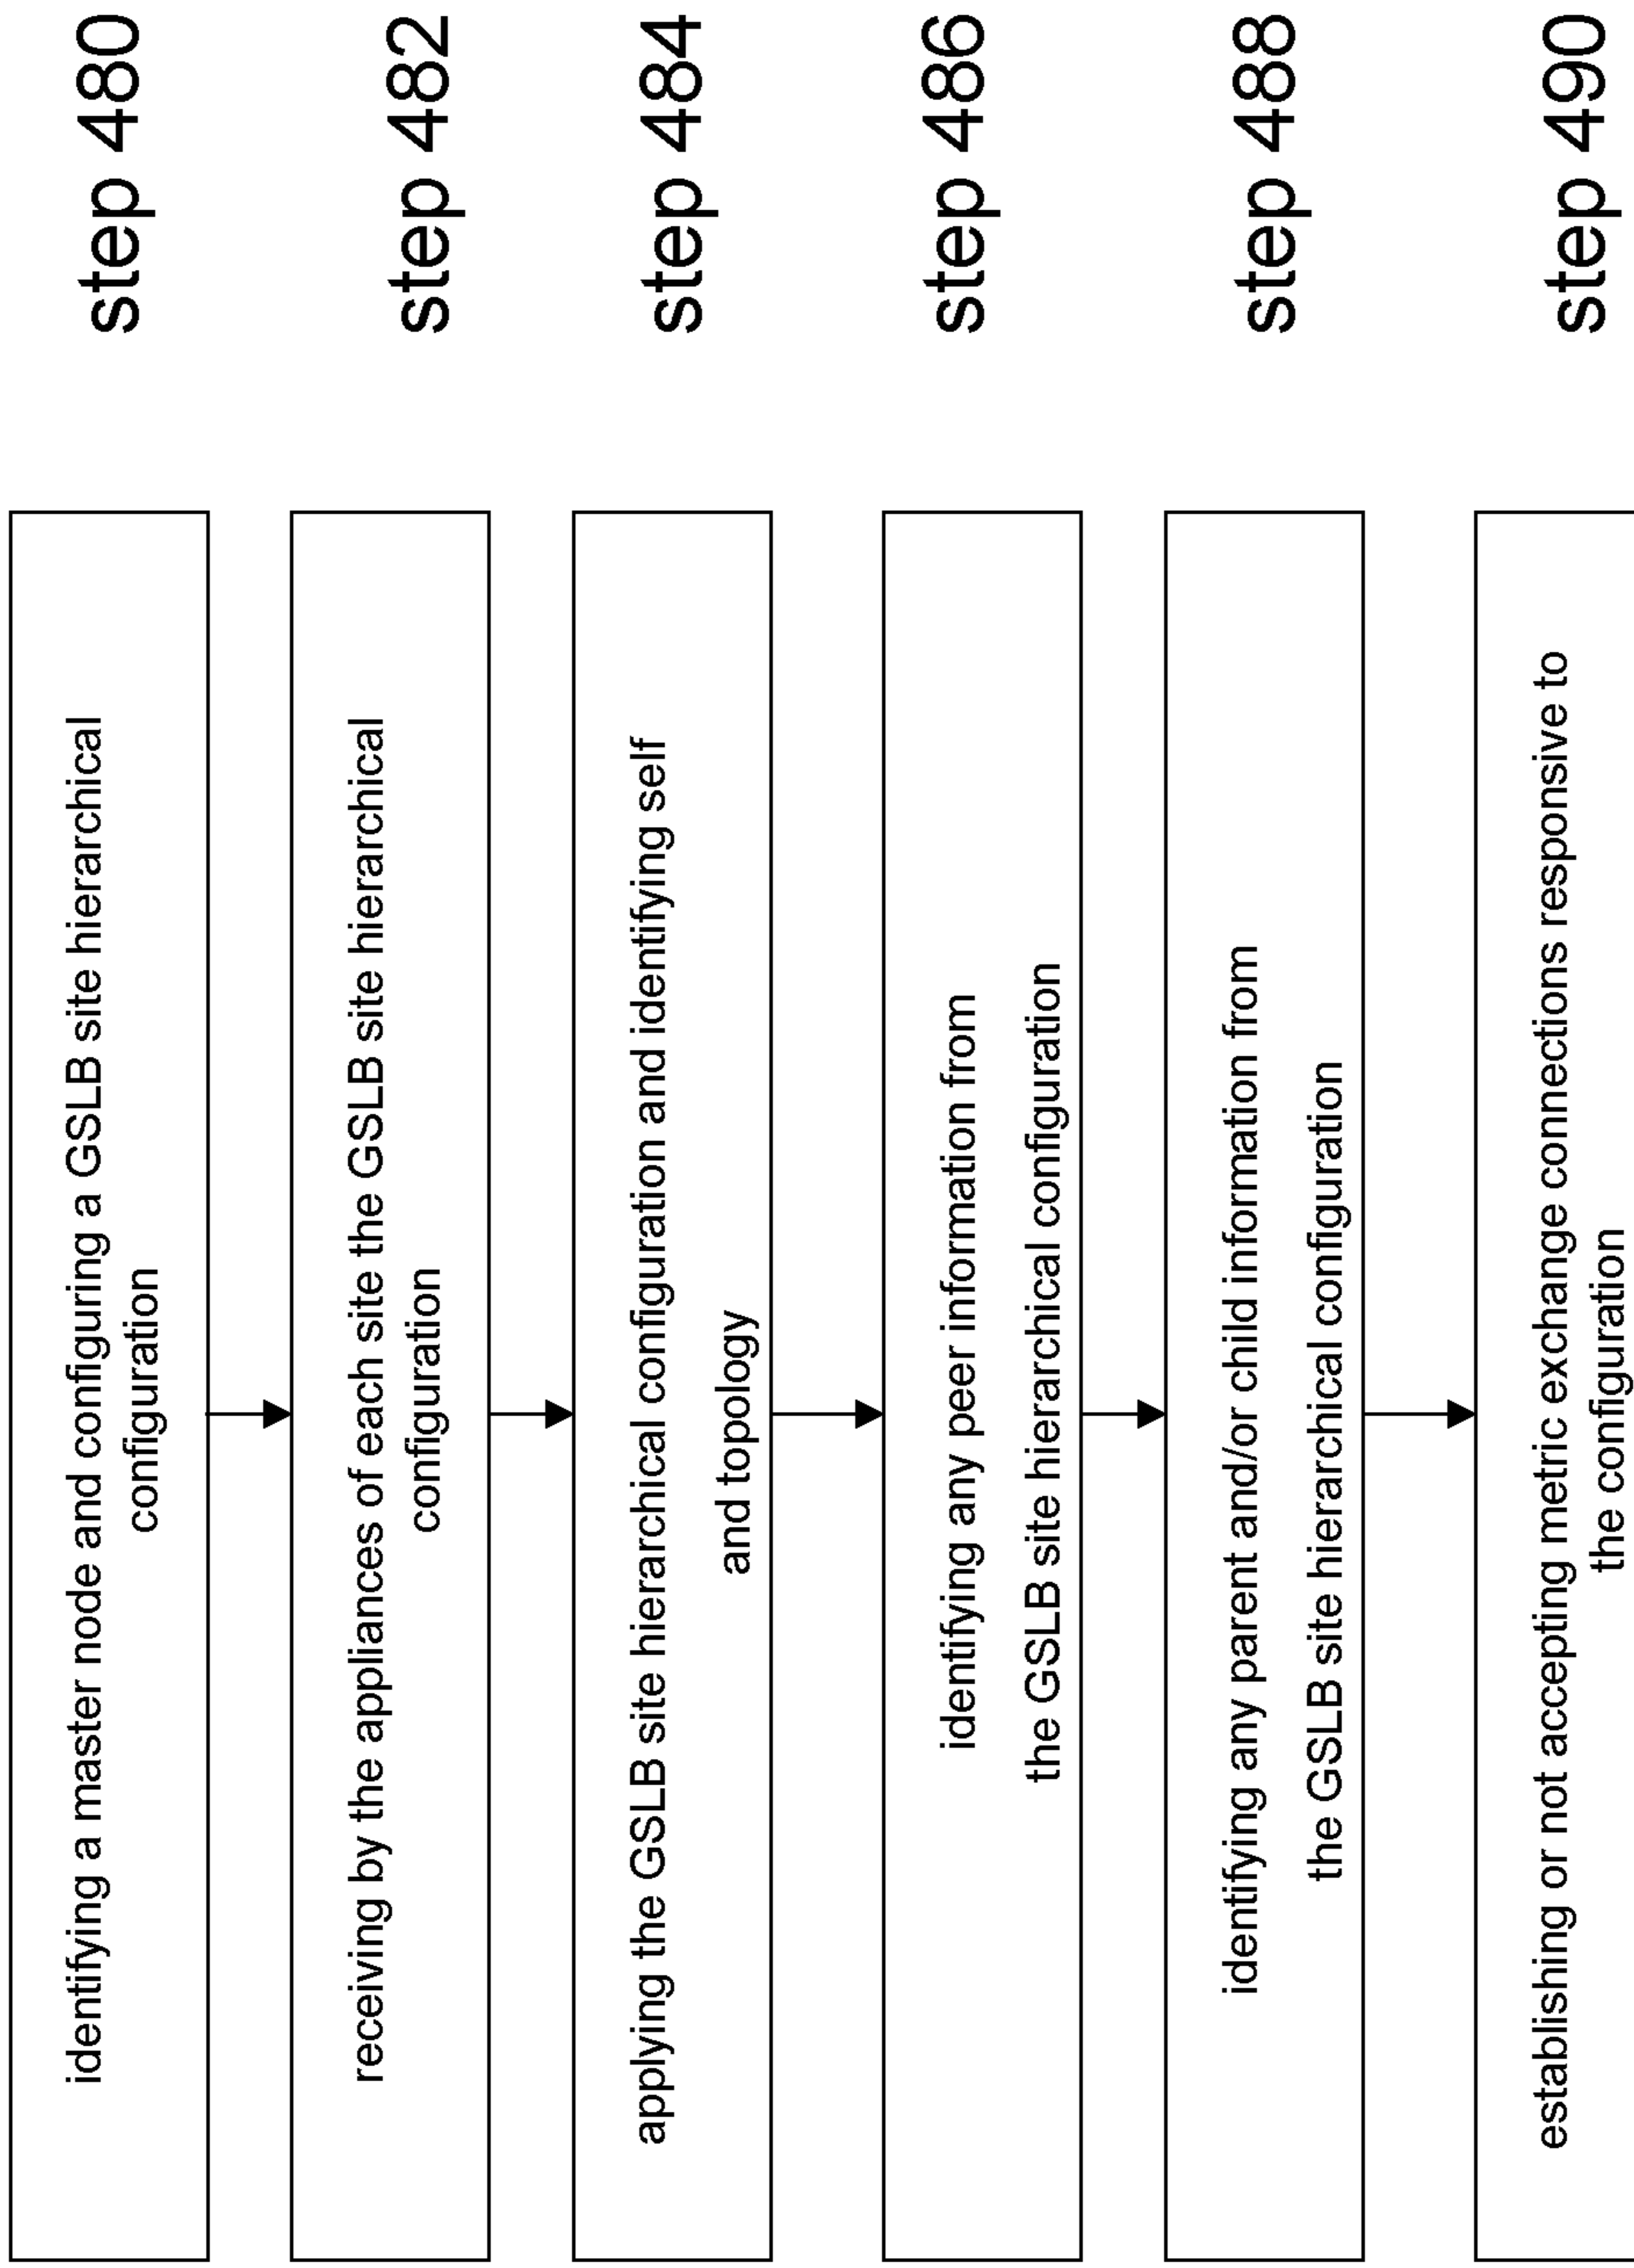 identifying a master node and configuring a GSLB site hierarchical
configuration
step 480
receiving by the appliances of each site the GSLB site hierarchical
configuration
step 482
applying the GSLB site hierarchical configuration and identifying self
and topology
step 484
identifying any peer information from
the GSLB site hierarchical configuration
step 486
identifying any parent and/or child information from
the GSLB site hierarchical configuration
step 488
establishing or not accepting metric exchange connections responsive to
the configuration
step 490